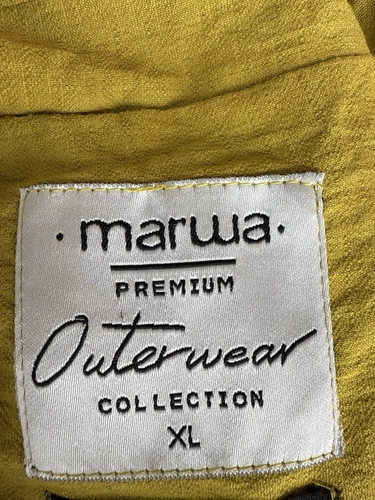 · marwa ·
PREMIUM
Outerwear
COLLECTION
XL